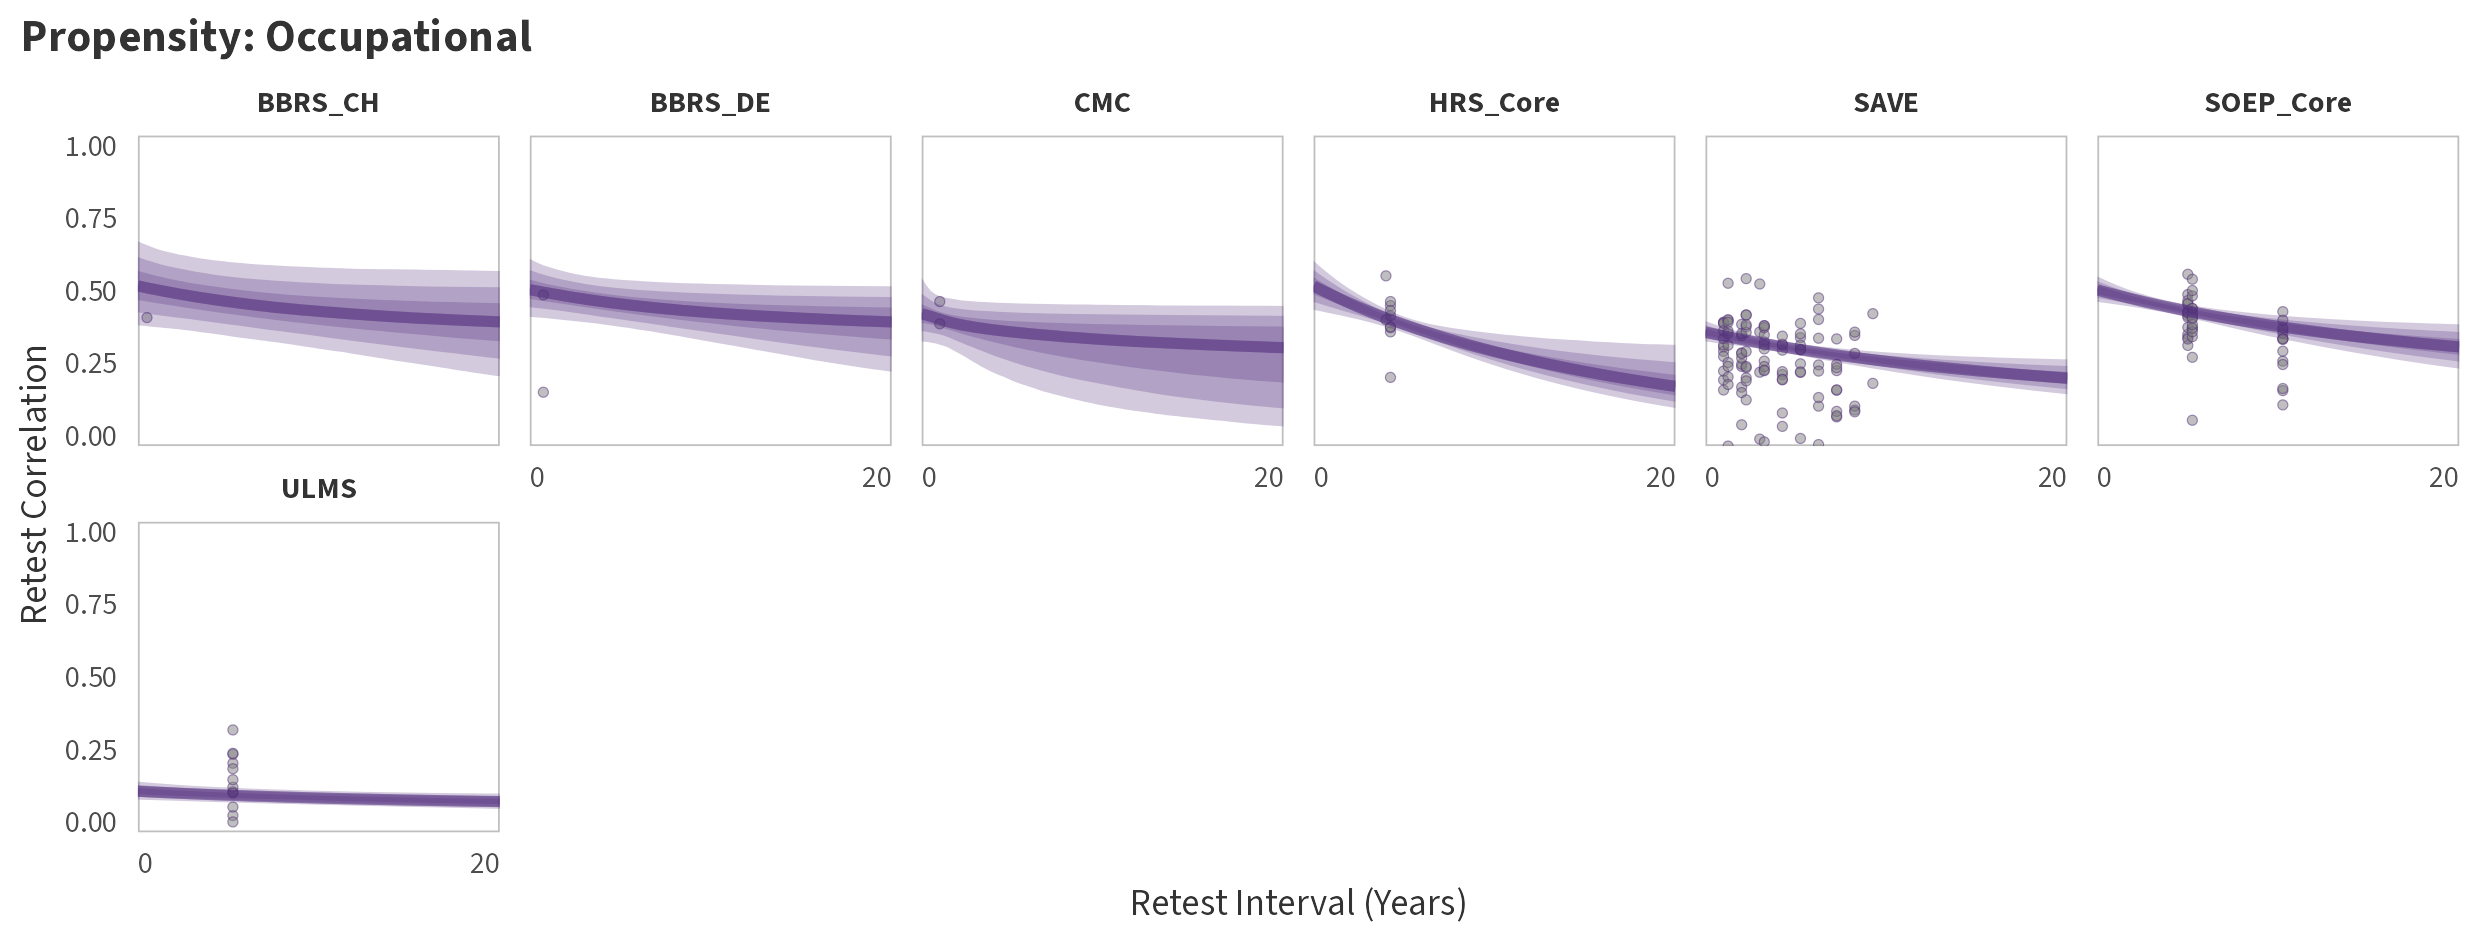 Propensity: Occupational
BBRS_CH BBRS_DE CMC HRS_Core SAVE SOEP_Core
1.00
0.75
0.50
0.25
0.00
0 20 0 20 0 20 0 20 0 20
ULMS
Retest Correlation
1.00
0.75
0.50
0.25
0.00
0 20
Retest Interval (Years)